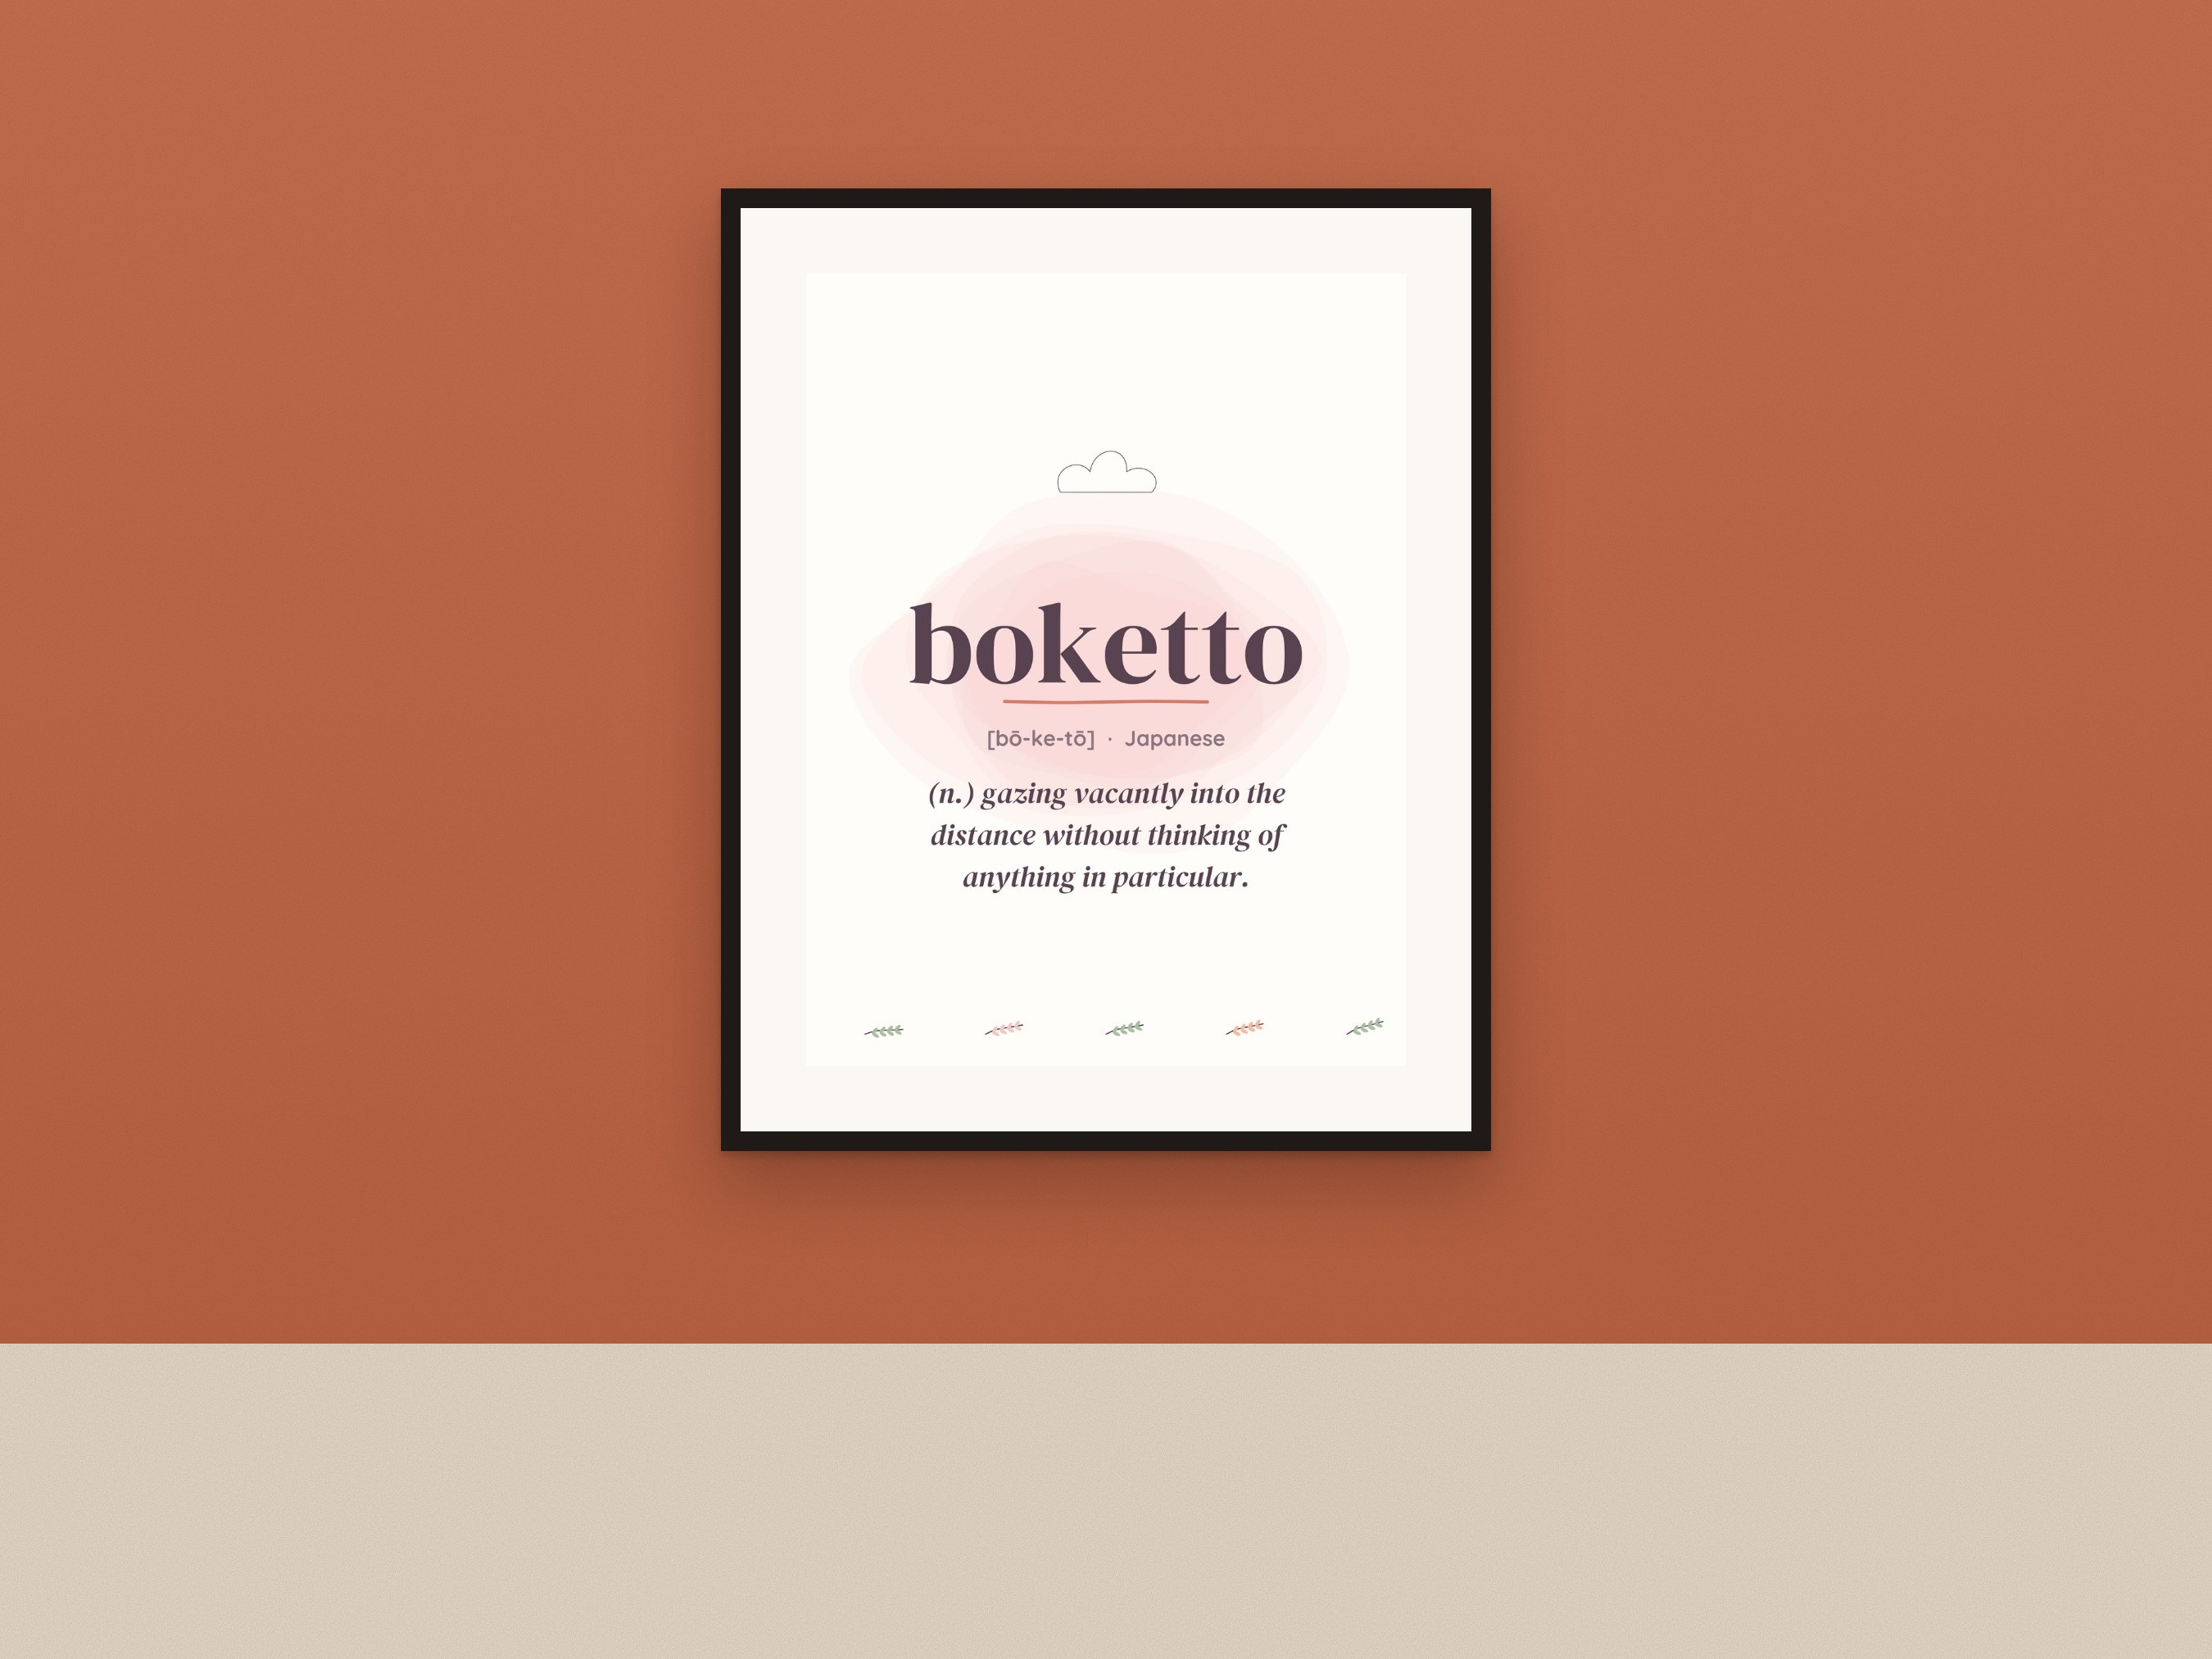 boketto
[bō-ke-tō] · Japanese
(n.) gazing vacantly into the
distance without thinking of
anything in particular.